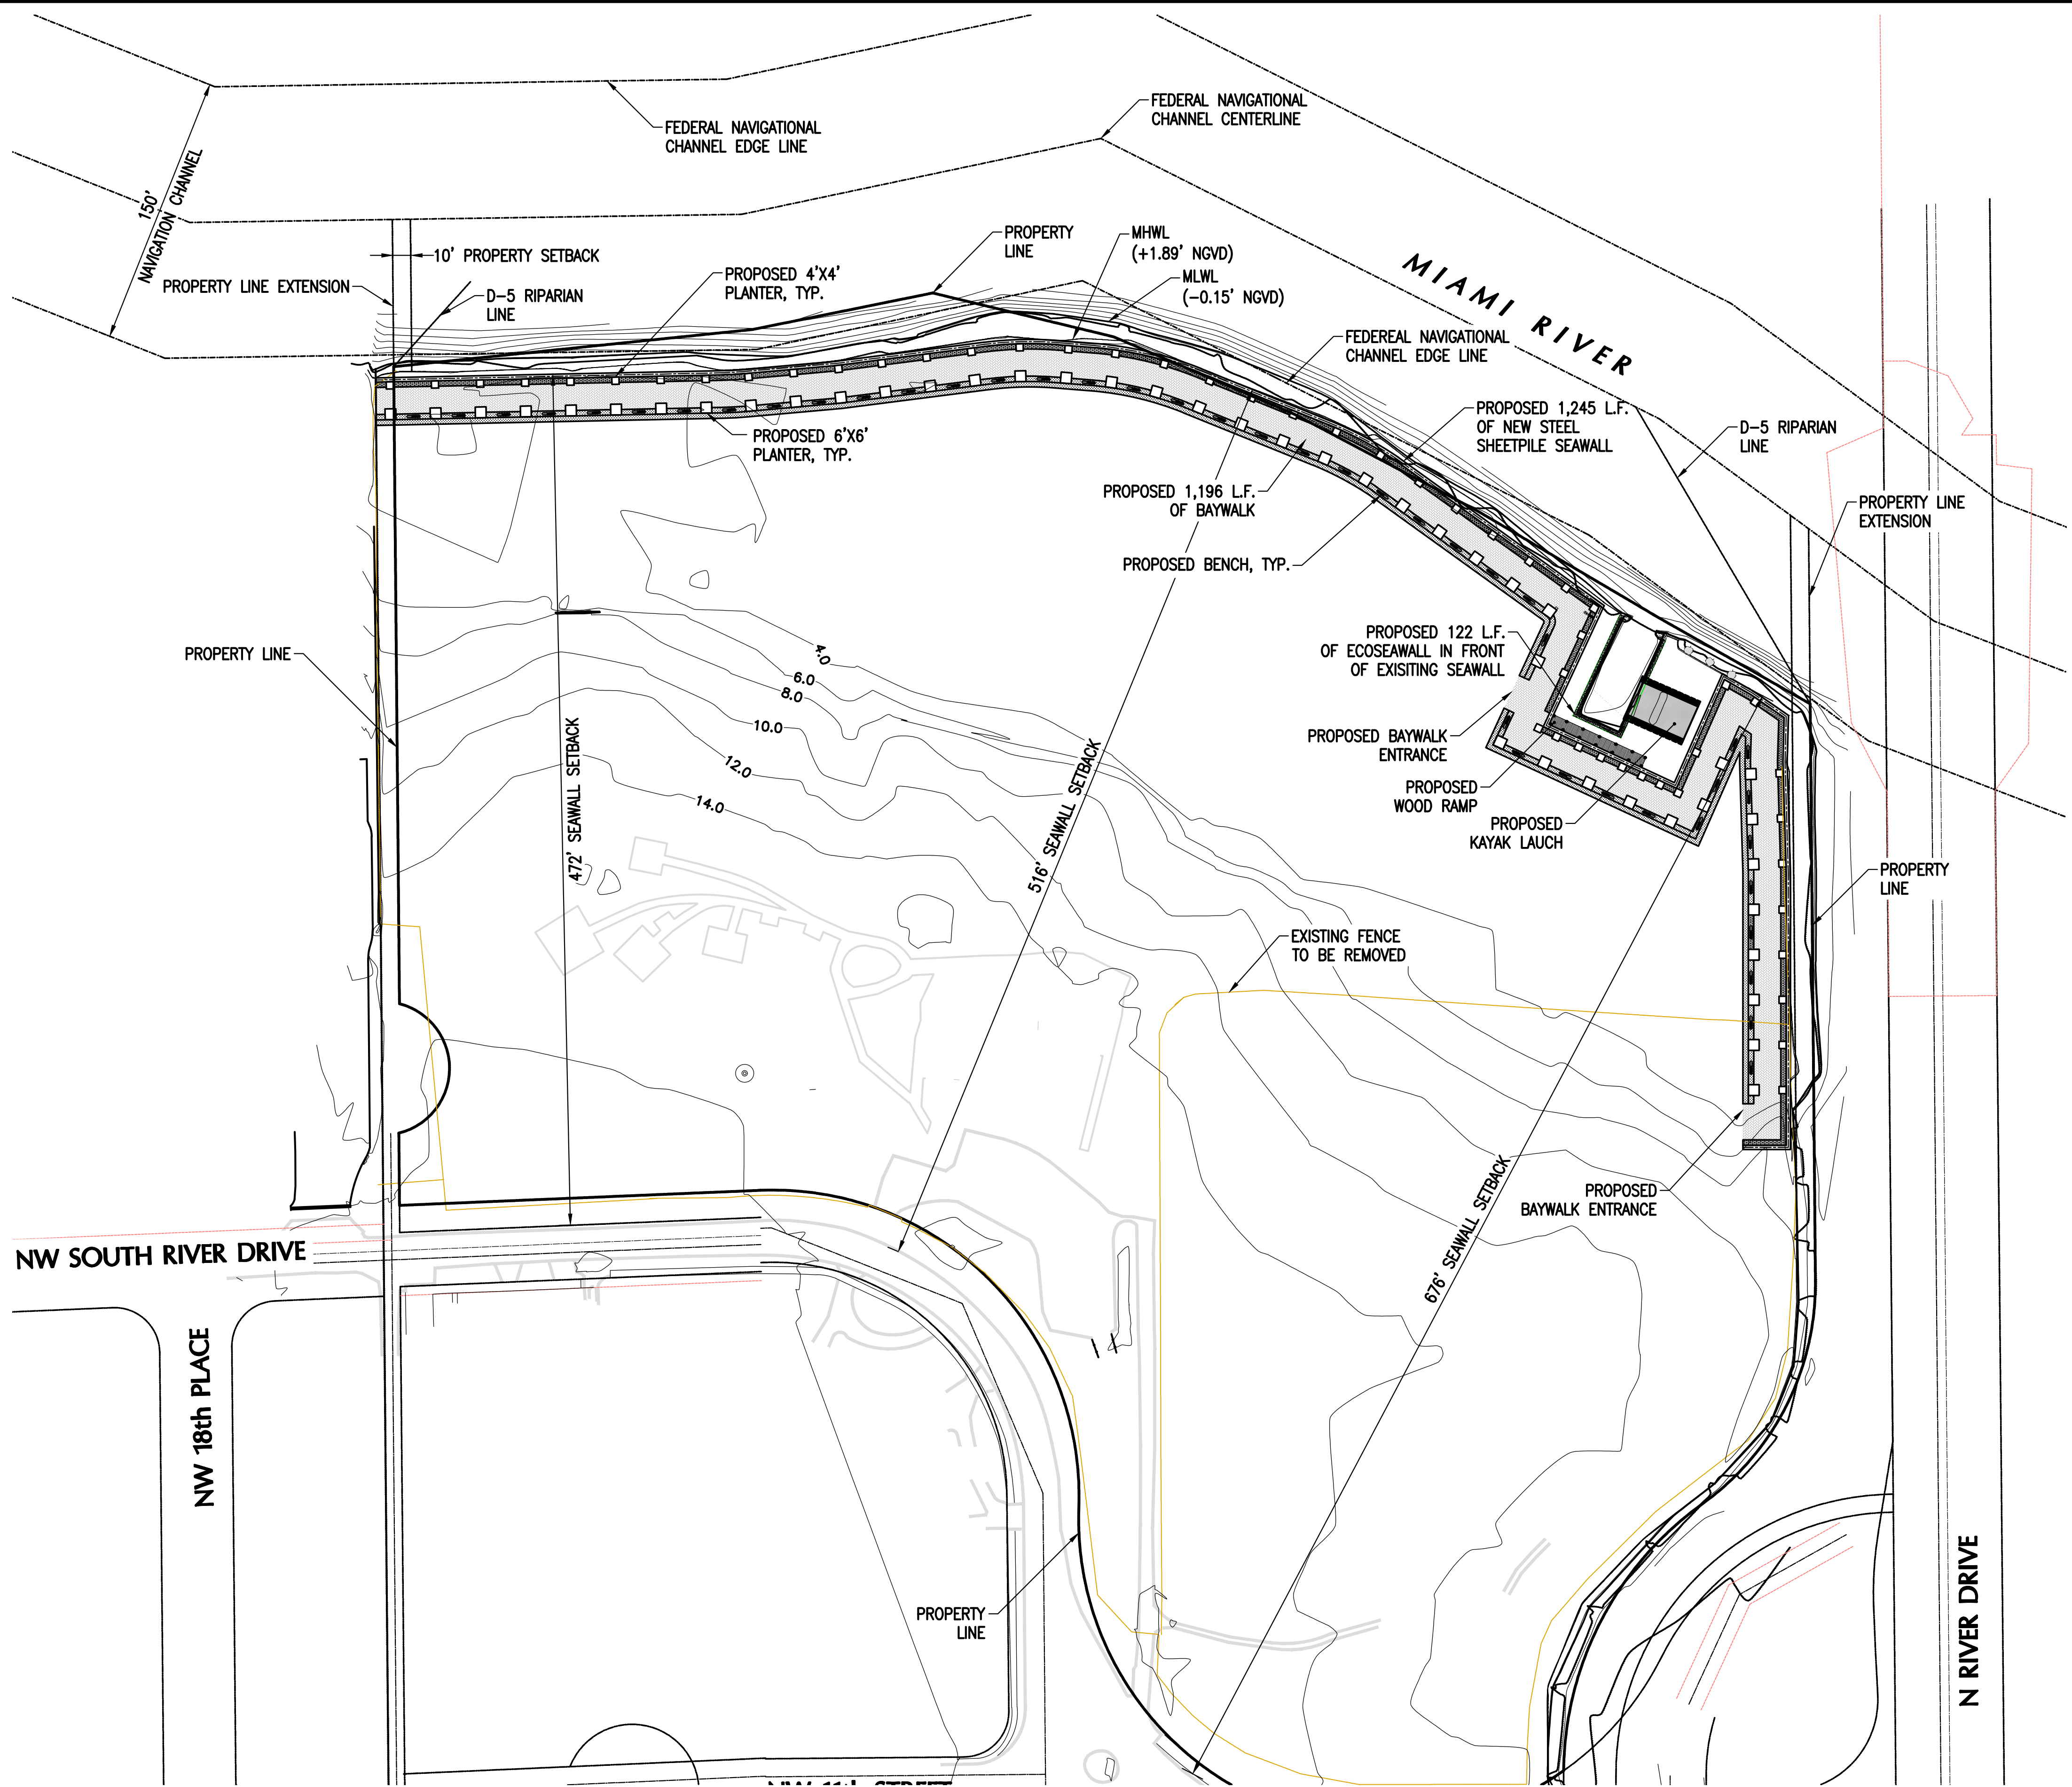 FEDERAL NAVIGATIONAL
CHANNEL EDGE LINE
FEDERAL NAVIGATIONAL
CHANNEL CENTERLINE
150'
NAVIGATION CHANNEL
10' PROPERTY SETBACK
PROPERTY LINE EXTENSION
D-5 RIPARIAN
LINE
PROPOSED 4'X4'
PLANTER, TYP.
PROPERTY
LINE
MHWL
(+1.89' NGVD)
MLWL
(-0.15' NGVD)
MIAMI RIVER
FEDEREAL NAVIGATIONAL
CHANNEL EDGE LINE
PROPOSED 6'X6'
PLANTER, TYP.
PROPOSED 1,245 L.F.
OF NEW STEEL
SHEETPILE SEAWALL
D-5 RIPARIAN
LINE
PROPOSED 1,196 L.F.
OF BAYWALK
PROPERTY LINE
EXTENSION
PROPOSED BENCH, TYP.
PROPOSED 122 L.F.
OF ECOSEAWALL IN FRONT
OF EXISITING SEAWALL
PROPERTY LINE
4.0
6.0
8.0
10.0
12.0
14.0
472' SEAWALL SETBACK
516' SEAWALL SETBACK
PROPOSED BAYWALK
ENTRANCE
PROPOSED
WOOD RAMP
PROPOSED
KAYAK LAUCH
PROPERTY
LINE
EXISTING FENCE
TO BE REMOVED
676' SEAWALL SETBACK
PROPOSED
BAYWALK ENTRANCE
NW SOUTH RIVER DRIVE
NW 18th PLACE
PROPERTY
LINE
N RIVER DRIVE
NW 11th STREET